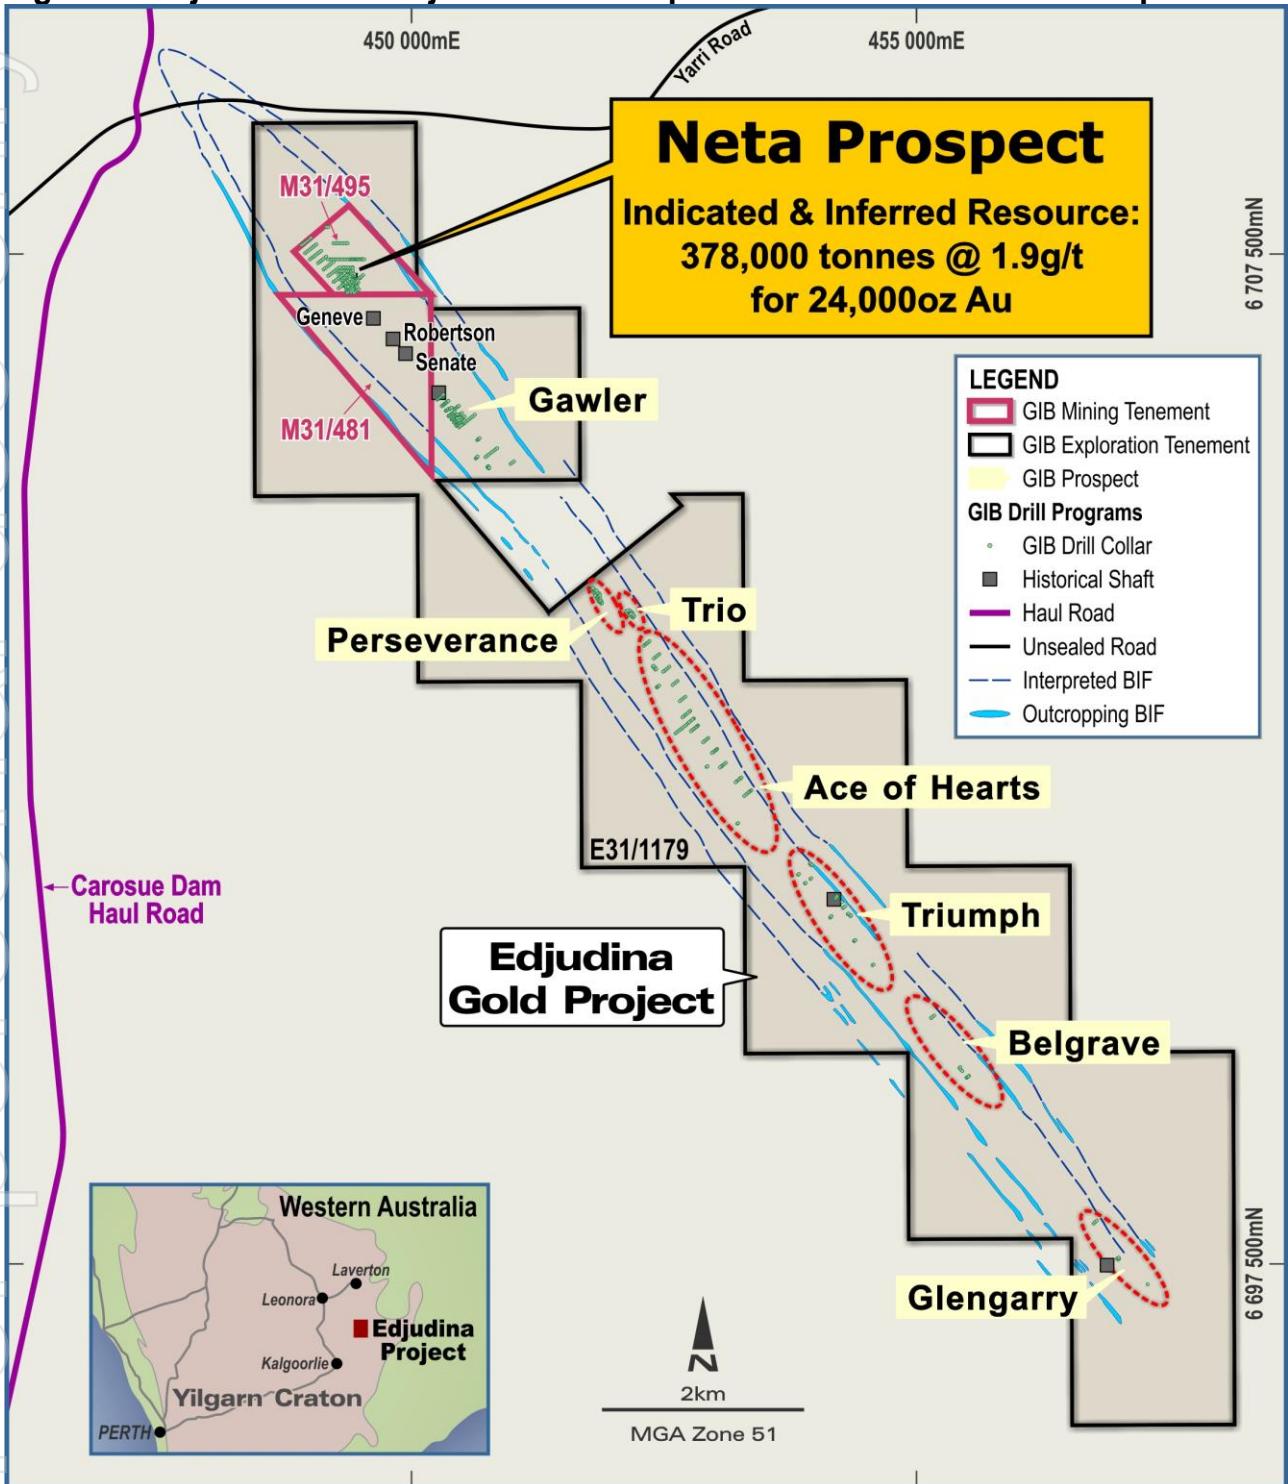 450 000mE
455 000mE
Yarri Road
Neta Prospect
Indicated & Inferred Resource:
378,000 tonnes @ 1.9g/t
for 24,000oz Au
M31/495
6 707 500mN
Geneve
Robertson
Senate
Gawler
M31/481
LEGEND
GIB Mining Tenement
GIB Exploration Tenement
GIB Prospect
GIB Drill Programs
GIB Drill Collar
Historical Shaft
Haul Road
Unsealed Road
Interpreted BIF
Outcropping BIF
Trio
Perseverance
Ace of Hearts
E31/1179
Carosue Dam
Haul Road
Triumph
Edjudina
Gold Project
Belgrave
Glengarry
6 697 500mN
Western Australia
Laverton
Leonora
Edjudina
Project
Kalgoorlie
Yilgarn Craton
PERTH
N
2km
MGA Zone 51